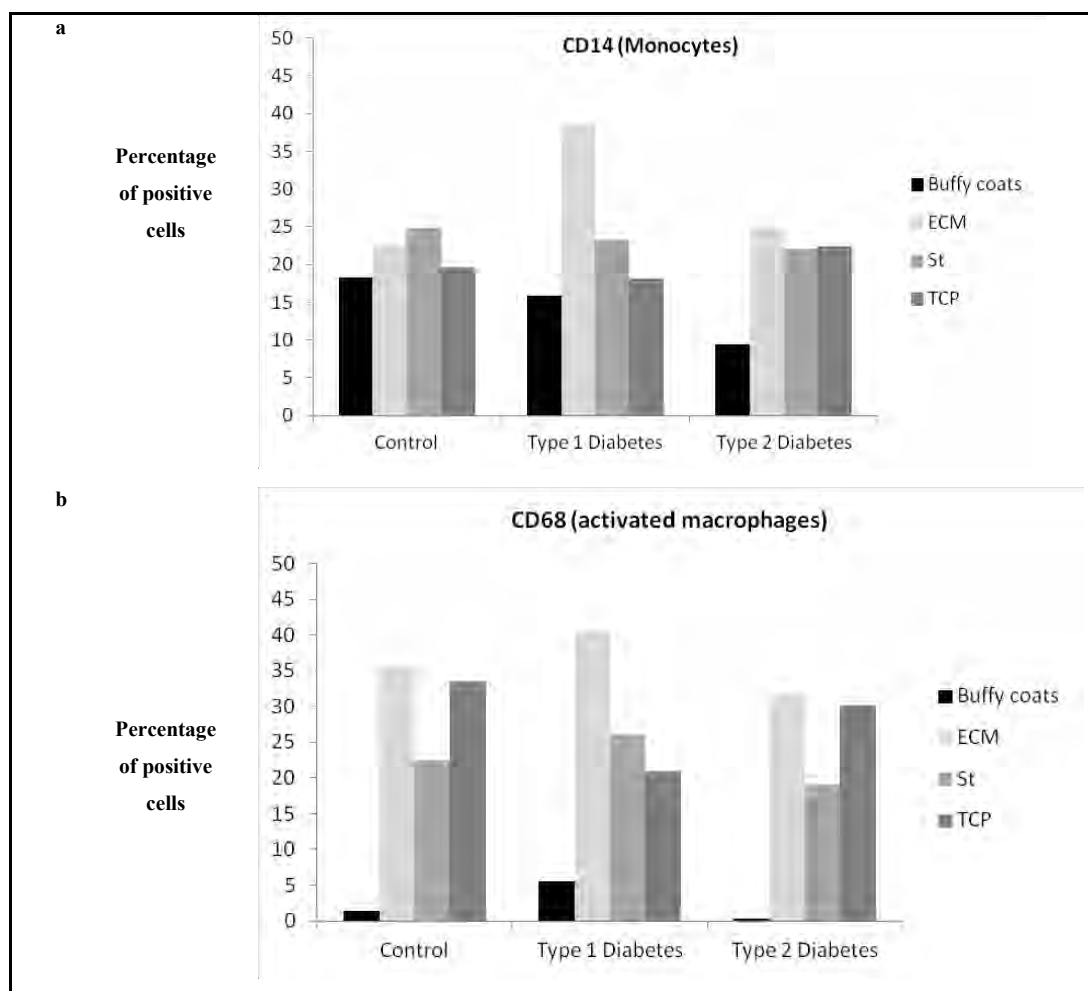 a
CD14 (Monocytes)
Percentage
of positive
cells
50
45
40
35
30
25
20
15
10
5
0
Control
Type 1 Diabetes
Type 2 Diabetes
Buffy coats
ECM
St
TCP
b
CD68 (activated macrophages)
Percentage
of positive
cells
50
45
40
35
30
25
20
15
10
5
0
Control
Type 1 Diabetes
Type 2 Diabetes
Buffy coats
ECM
St
TCP